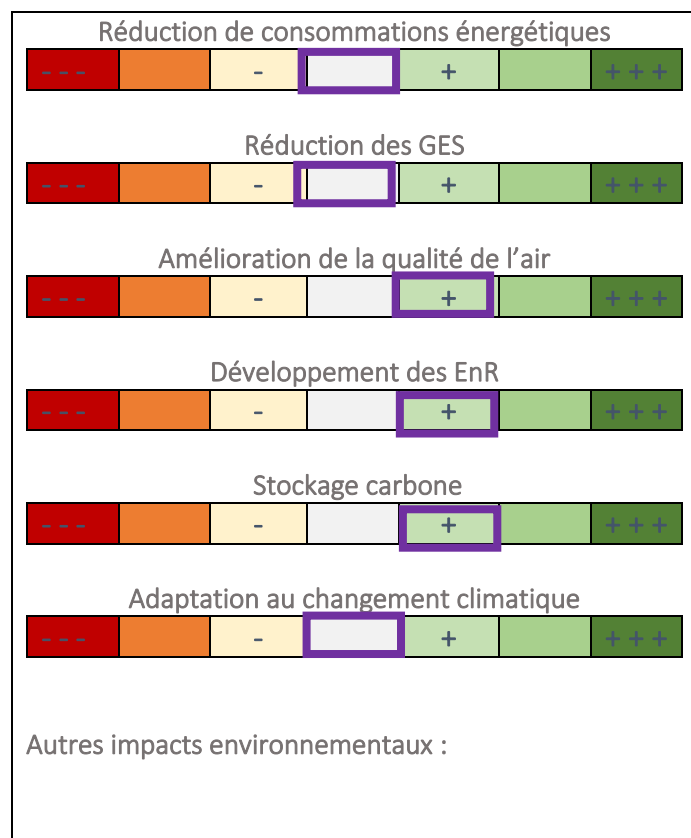 Réduction de consommations énergétiques
- - - - + + + +
Réduction des GES
- - - - + + + +
Amélioration de la qualité de l’air
- - - - + + + +
Développement des EnR
- - - - + + + +
Stockage carbone
- - - - + + + +
Adaptation au changement climatique
- - - - + + + +
Autres impacts environnementaux :